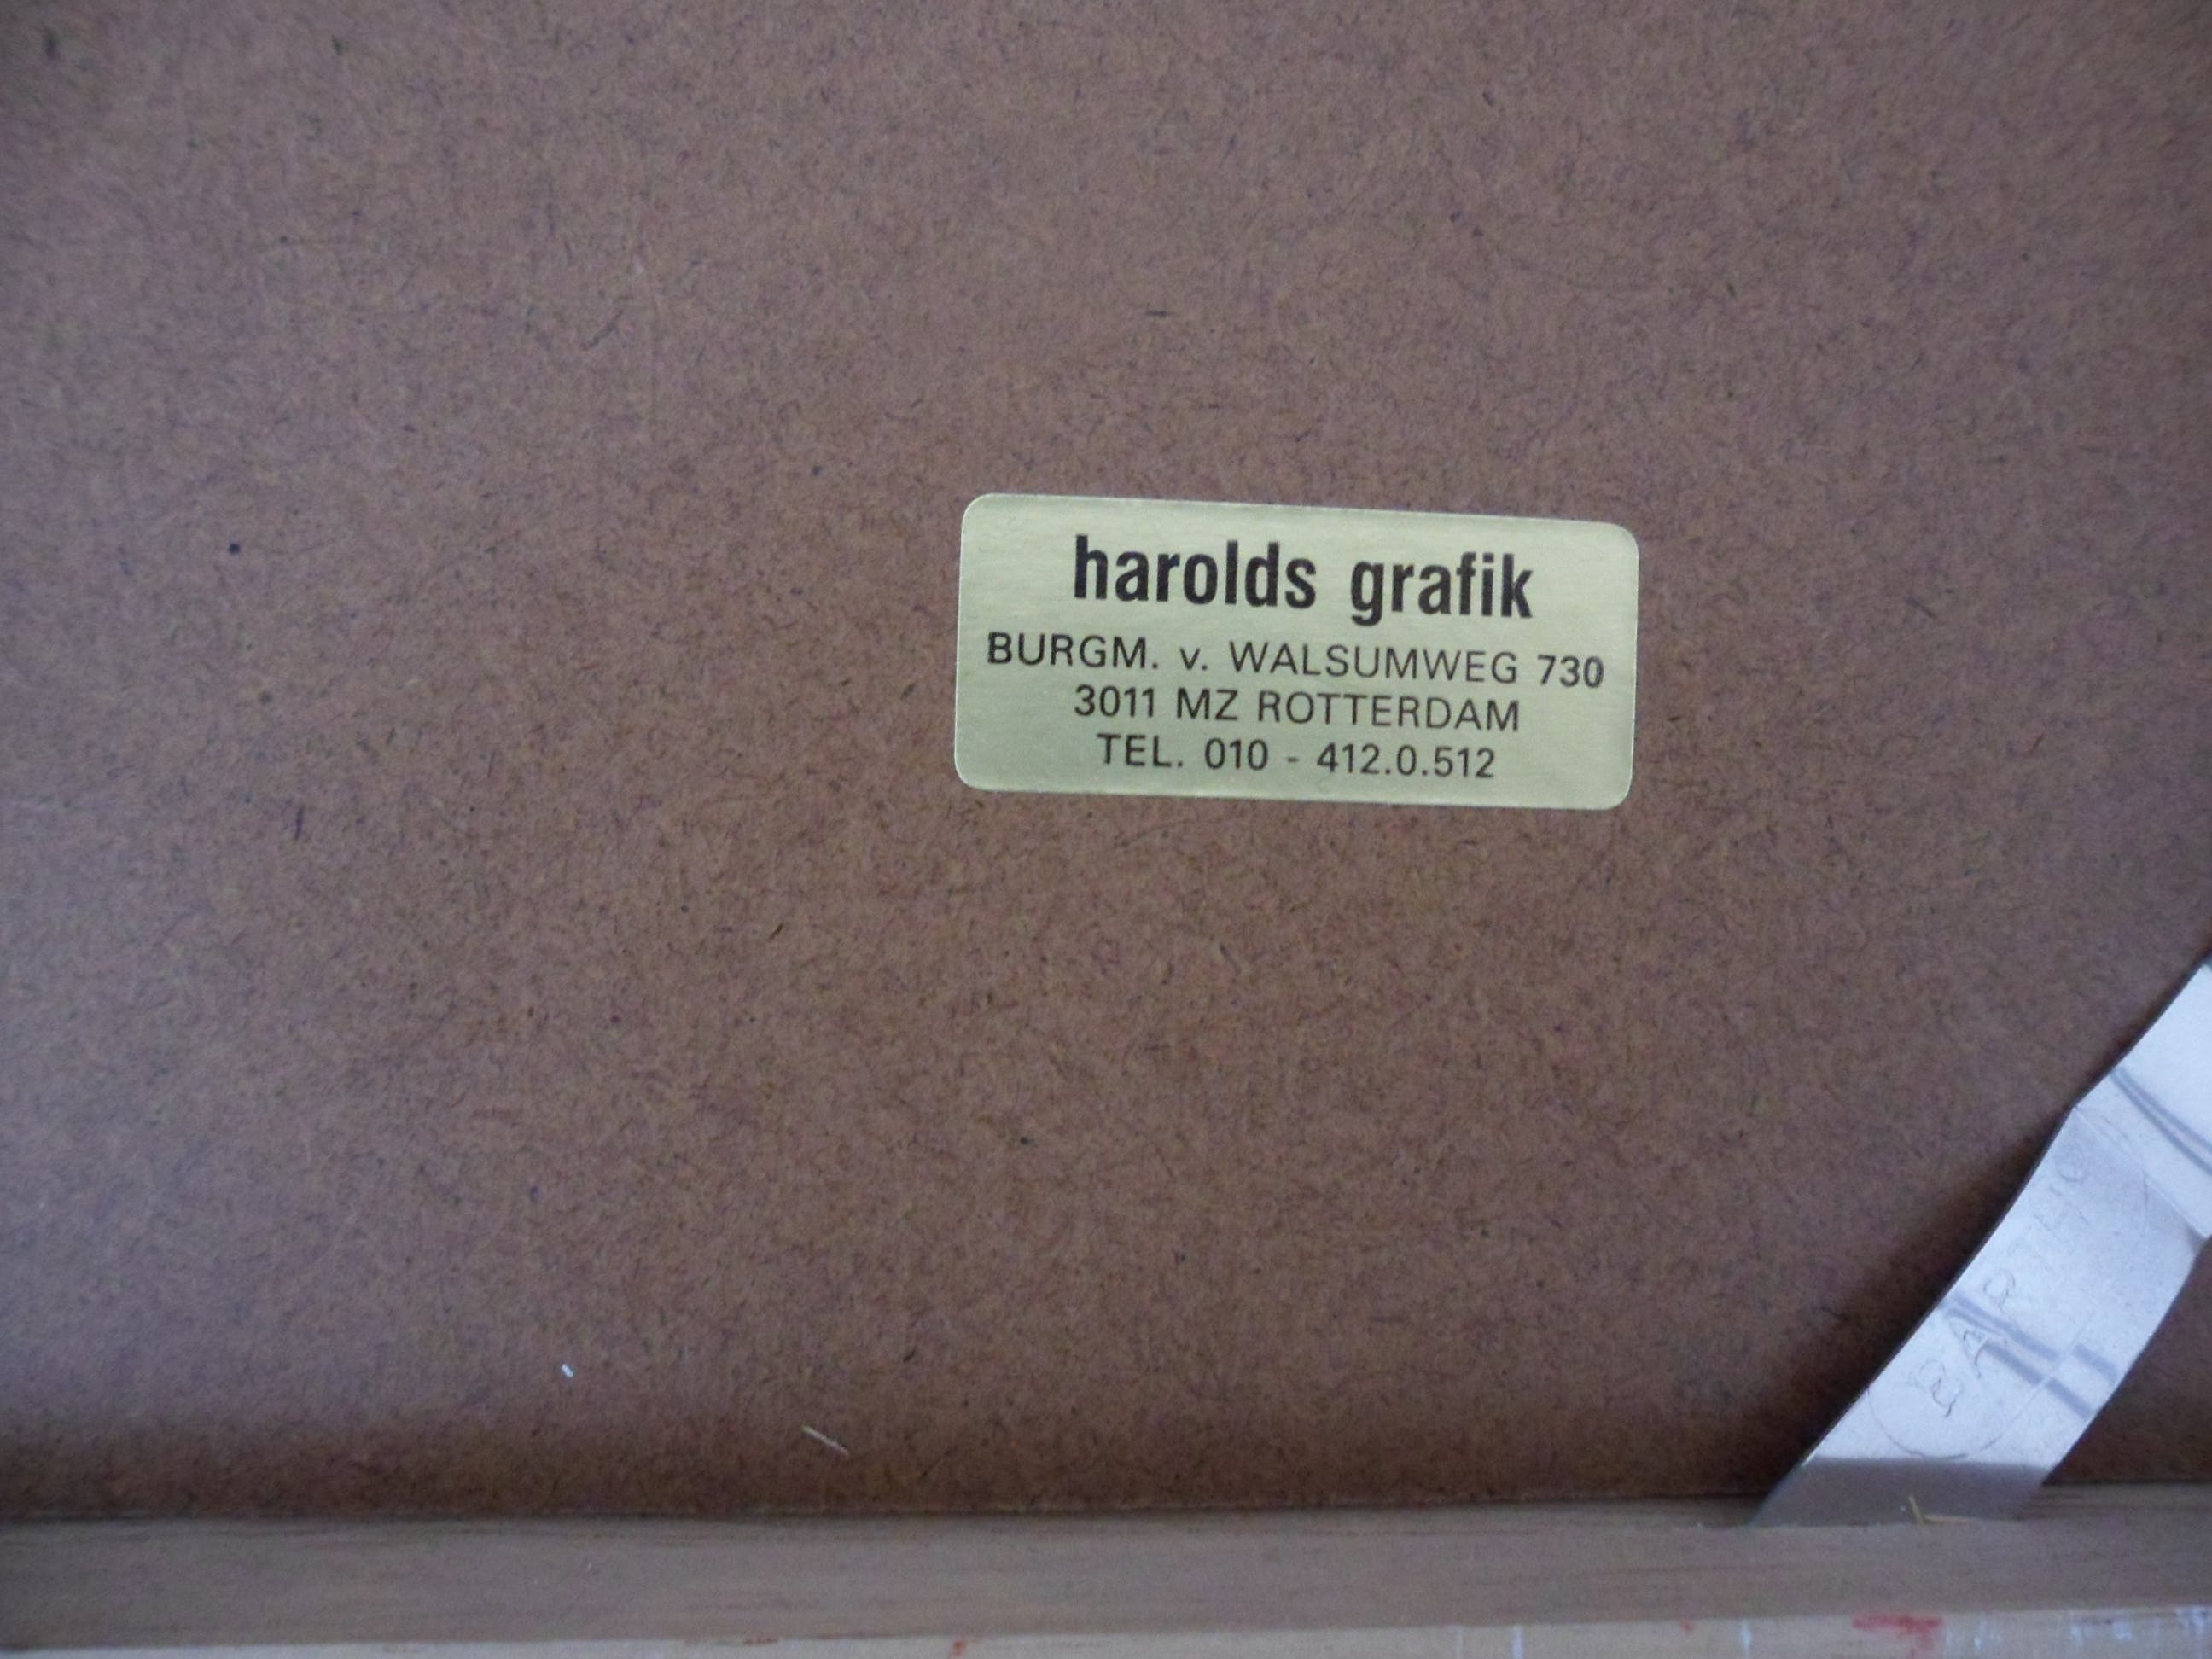 harolds grafik
BURGM. v. WALSUMWEG 730
3011 MZ ROTTERDAM
TEL. 010 - 412.0.512